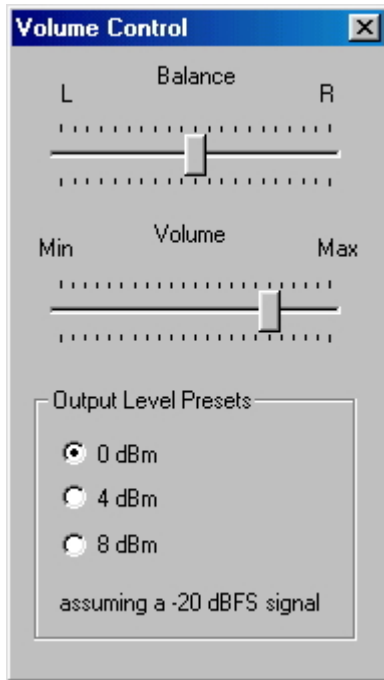 Volume Control
Balance
L R
Volume
Min Max
Output Level Presets
0 dBm
4 dBm
8 dBm
assuming a -20 dBFS signal